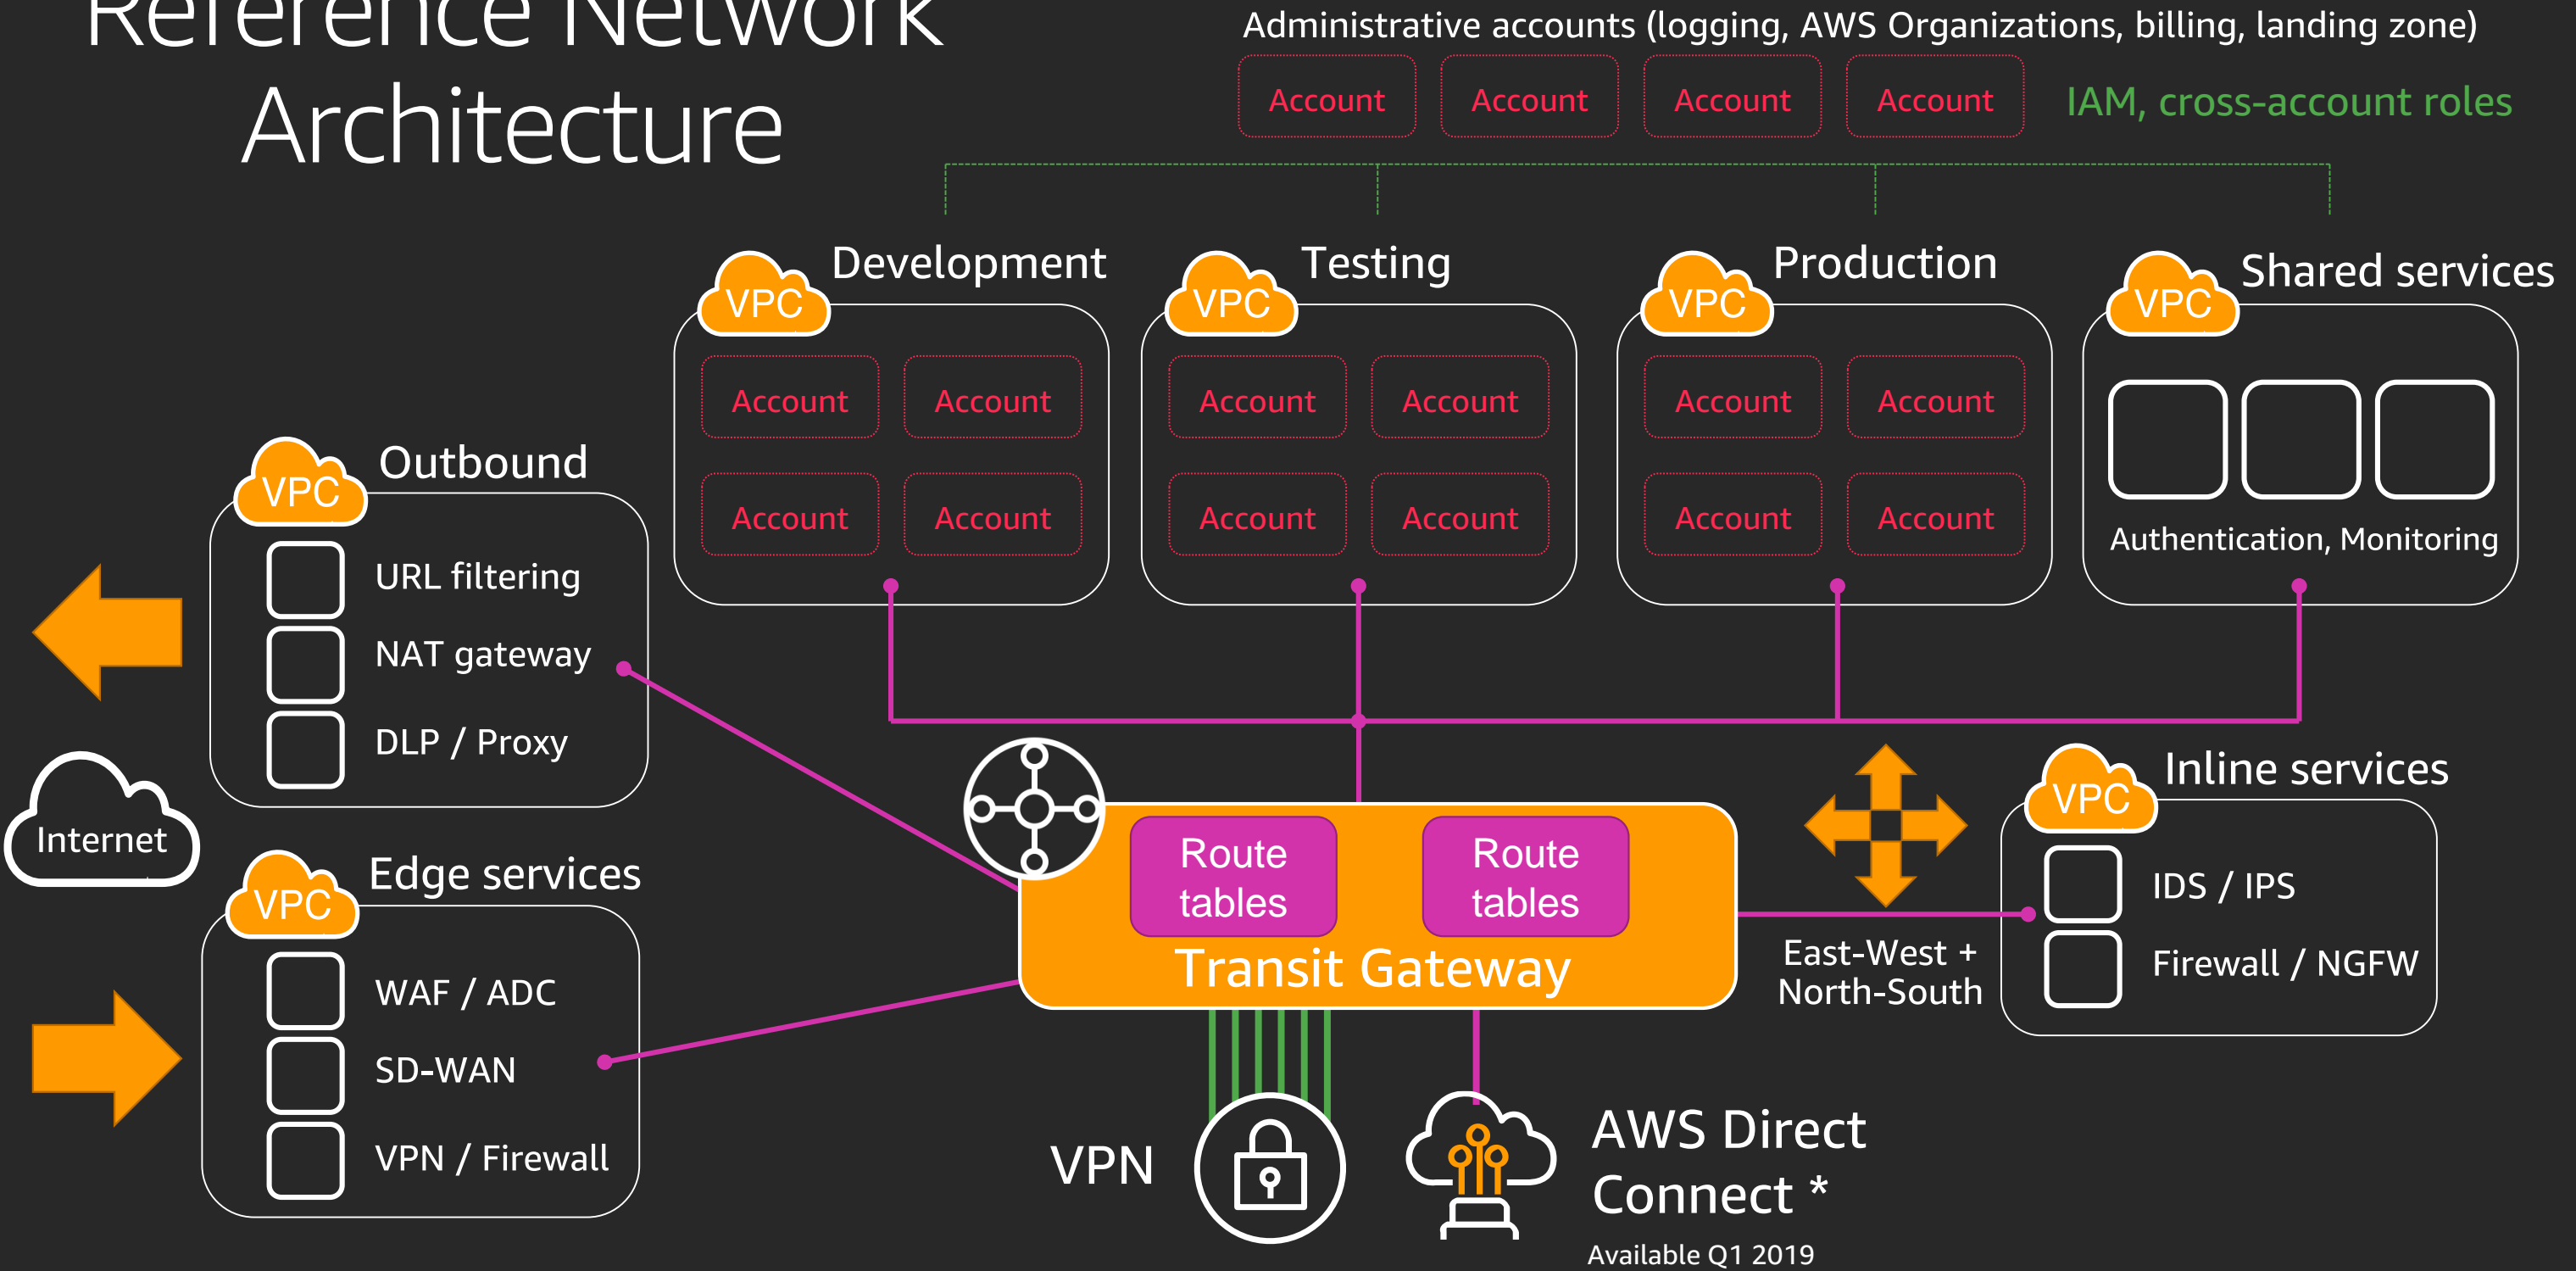 Reference Network
Architecture
Administrative accounts (logging, AWS Organizations, billing, landing zone)
Account
Account
Account
Account
IAM, cross-account roles
VPC
Development
Account
Account
Account
Account
VPC
Testing
Account
Account
Account
Account
VPC
Production
Account
Account
Account
Account
VPC
Shared services
Authentication, Monitoring
VPC
Outbound
URL filtering
NAT gateway
DLP / Proxy
Internet
VPC
Edge services
WAF / ADC
SD-WAN
VPN / Firewall
Route
tables
Route
tables
Transit Gateway
East-West +
North-South
VPC
Inline services
IDS / IPS
Firewall / NGFW
VPN
AWS Direct
Connect *
Available Q1 2019